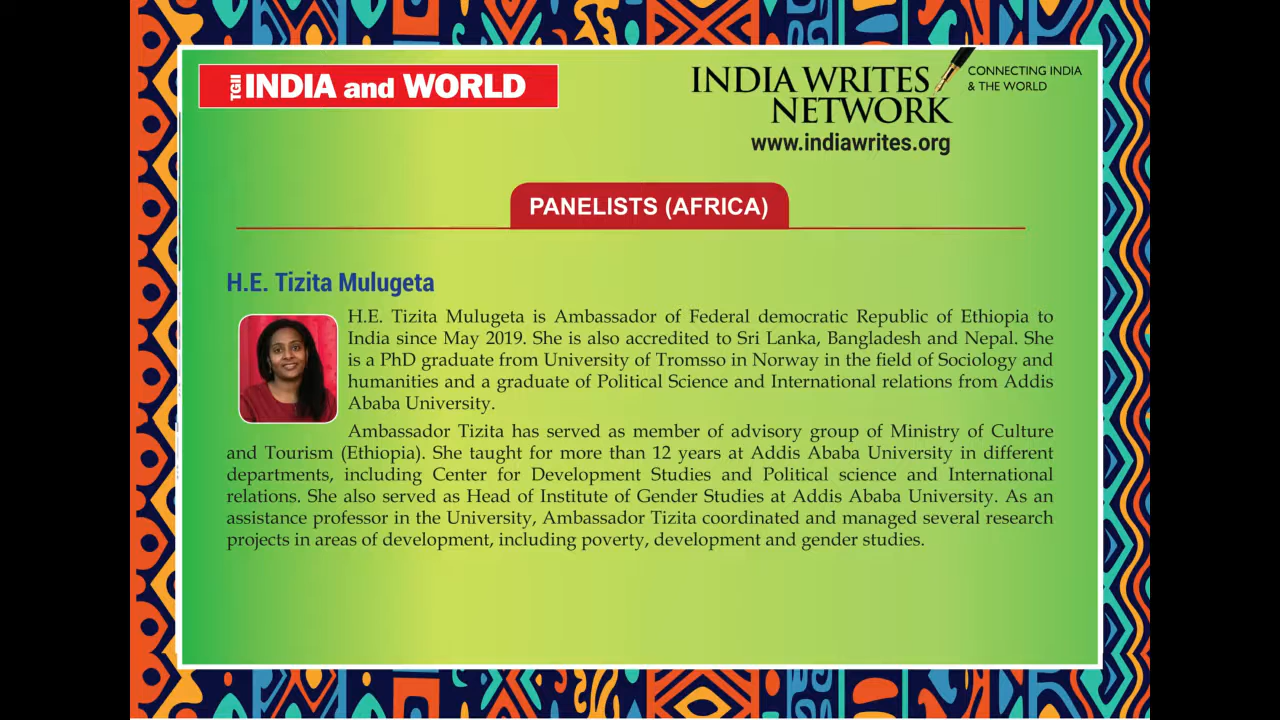 TGII INDIA and WORLD
INDIA WRITES NETWORK
CONNECTING INDIA
& THE WORLD
www.indiawrites.org
PANELISTS (AFRICA)
H.E. Tizita Mulugeta
H.E. Tizita Mulugeta is Ambassador of Federal democratic Republic of Ethiopia to
India since May 2019. She is also accredited to Sri Lanka, Bangladesh and Nepal. She
is a PhD graduate from University of Tromsso in Norway in the field of Sociology and
humanities and a graduate of Political Science and International relations from Addis
Ababa University.
Ambassador Tizita has served as member of advisory group of Ministry of Culture
and Tourism (Ethiopia). She taught for more than 12 years at Addis Ababa University in different
departments, including Center for Development Studies and Political science and International
relations. She also served as Head of Institute of Gender Studies at Addis Ababa University. As an
assistance professor in the University, Ambassador Tizita coordinated and managed several research
projects in areas of development, including poverty, development and gender studies.